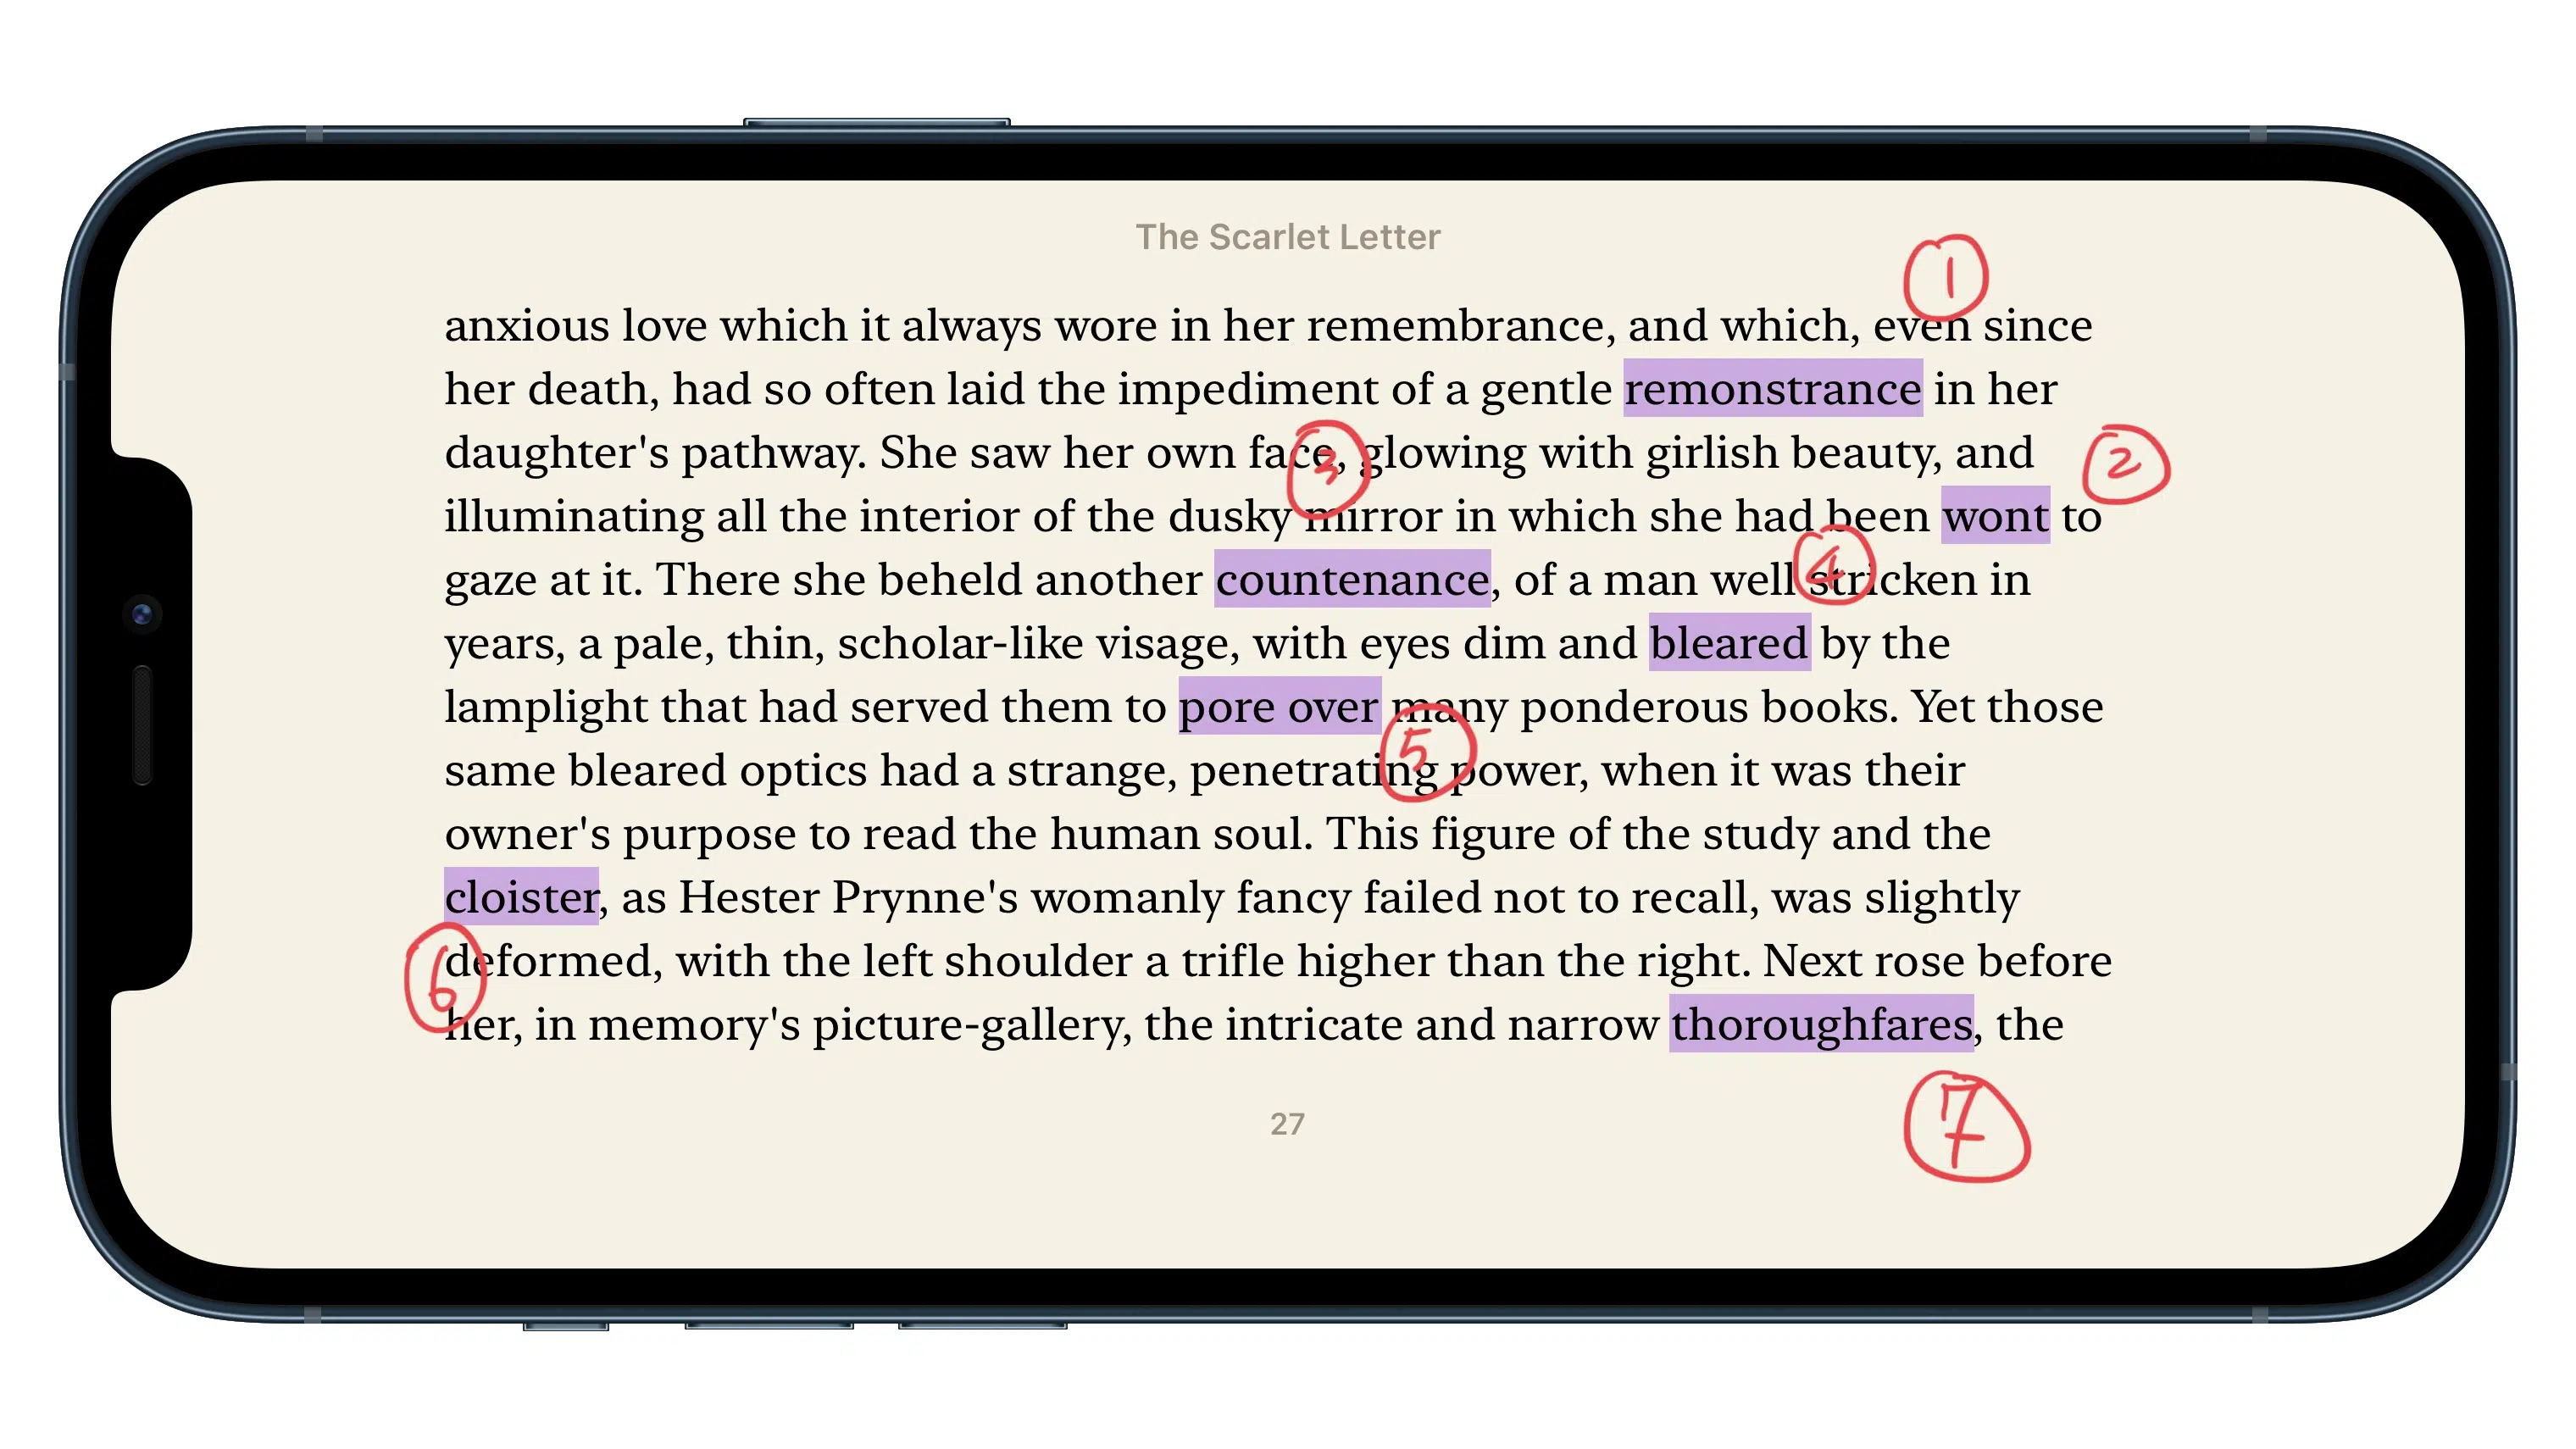 The Scarlet Letter
1
anxious love which it always wore in her remembrance, and which, even since
her death, had so often laid the impediment of a gentle remonstrance in her
daughter's pathway. She saw her own face, glowing with girlish beauty, and
2
3
illuminating all the interior of the dusky mirror in which she had been wont to
4
gaze at it. There she beheld another countenance, of a man well stricken in
years, a pale, thin, scholar-like visage, with eyes dim and bleared by the
lamplight that had served them to pore over many ponderous books. Yet those
5
same bleared optics had a strange, penetrating power, when it was their
owner's purpose to read the human soul. This figure of the study and the
cloister, as Hester Prynne's womanly fancy failed not to recall, was slightly
deformed, with the left shoulder a trifle higher than the right. Next rose before
6
her, in memory's picture-gallery, the intricate and narrow thoroughfares, the
7
27